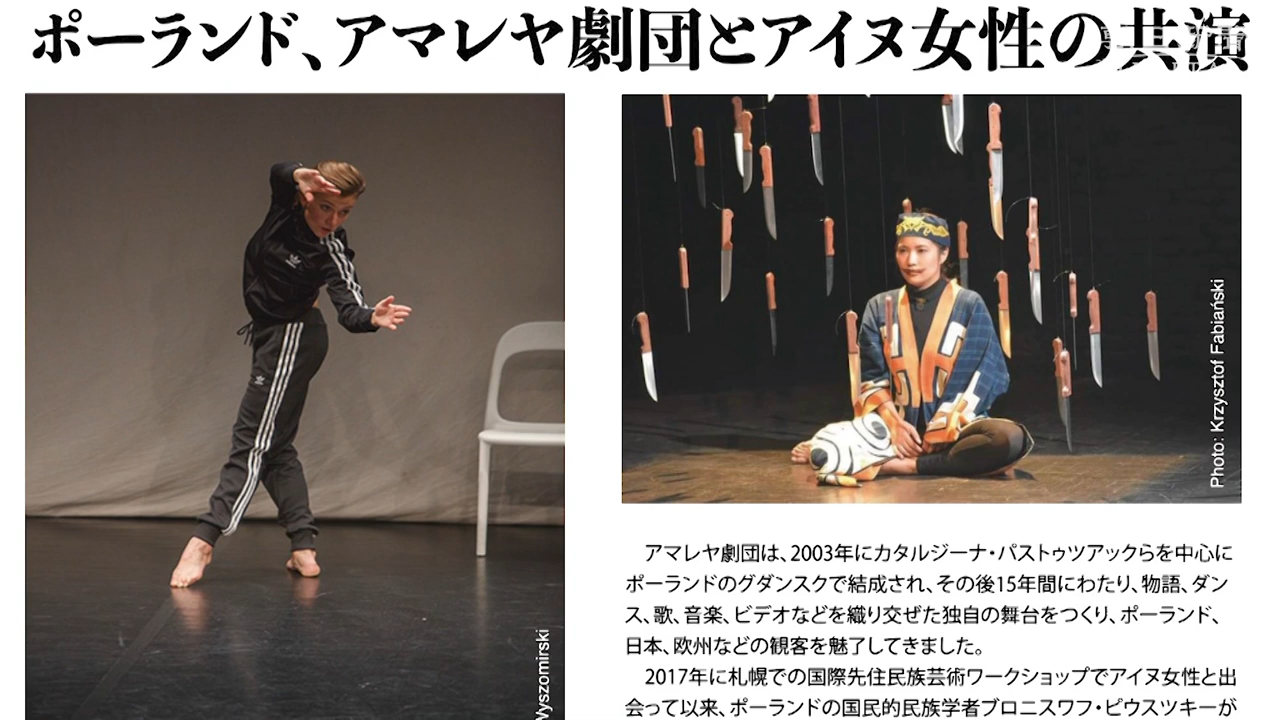 ポーランド、アマレヤ劇団とアイヌ女性の共演
Wyszomirski
Photo: Krzysztof Fabiański
アマレヤ劇団は、2003年にカタルジーナ・パストゥツアックらを中心に
ポーランドのグダンスクで結成され、その後15年間にわたり、物語、ダン
ス、歌、音楽、ビデオなどを織り交ぜた独自の舞台をつくり、ポーランド、
日本、欧州などの観客を魅了してきました。
2017年に札幌での国際先住民族芸術ワークショップでアイヌ女性と出
会って以来、ポーランドの国民的民族学者ブロニスワフ・ピウスツキーが